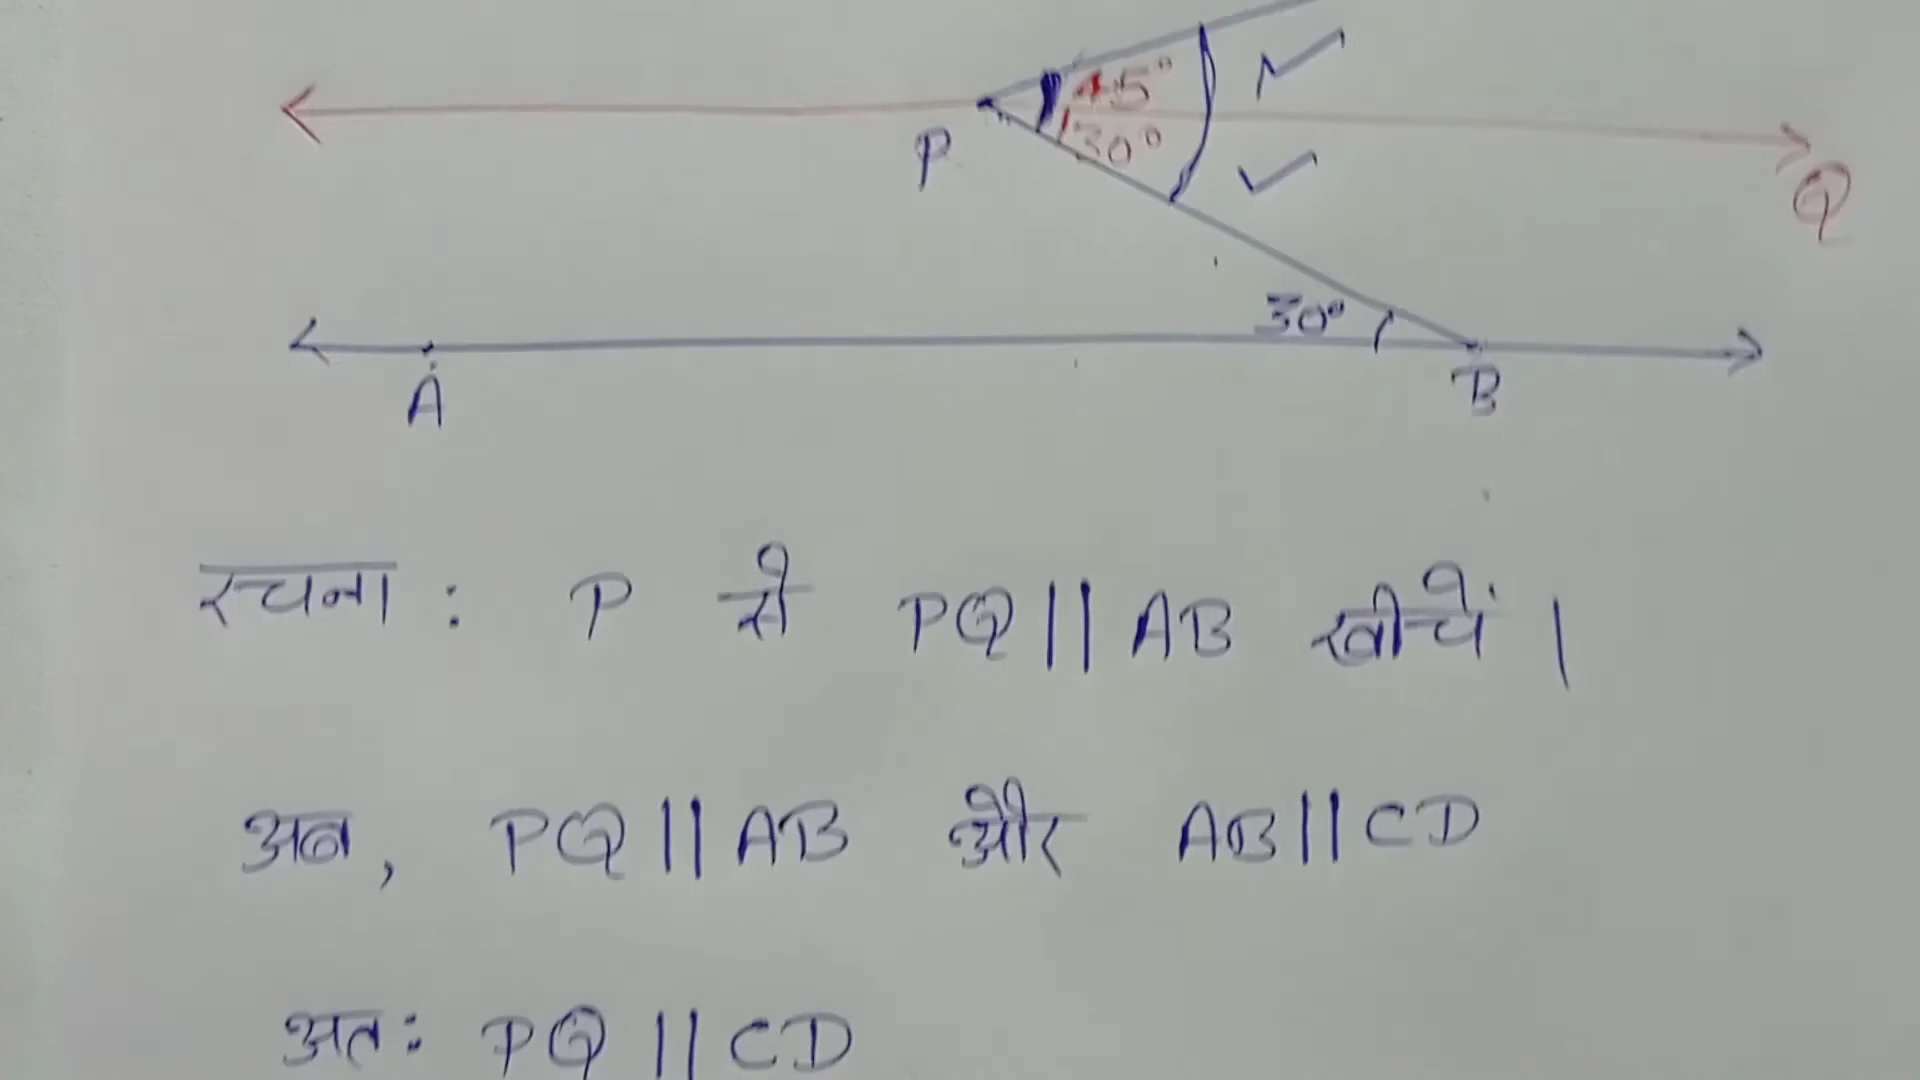 45°
P
30°
Q
30°
A
B
रचना : P से PQ || AB खींचें |
अब, PQ || AB और AB || CD
अत: PQ || CD